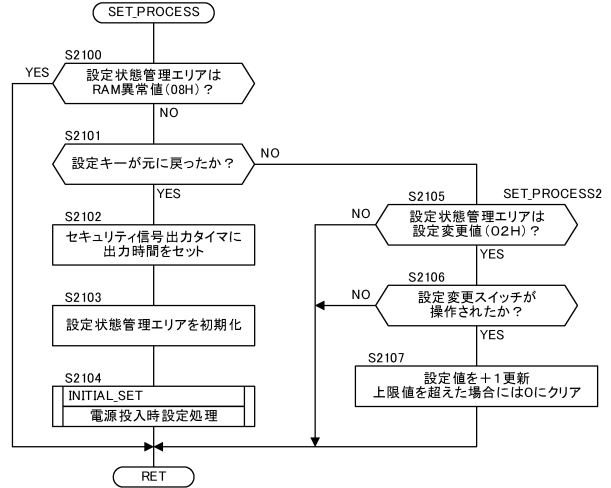 SET_PROCESS
S2100
設定状態管理エリアは
RAM異常値(08H)?
YES
NO
S2101
設定キーが元に戻ったか?
NO
YES
S2102
セキュリティ信号出力タイマに
出力時間をセット
S2103
設定状態管理エリアを初期化
S2104
INITIAL_SET
電源投入時設定処理
SET_PROCESS2
S2105
設定状態管理エリアは
設定変更値(02H)?
NO
YES
S2106
設定変更スイッチが
操作されたか?
NO
YES
S2107
設定値を+1更新
上限値を超えた場合には0にクリア
RET